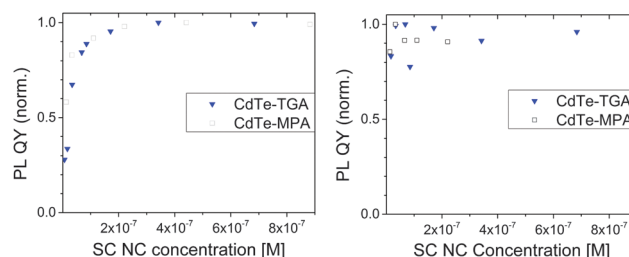 1.0
0.5
0.0
PL QY (norm.)
CdTe-TGA
CdTe-MPA
2x10⁻⁷ 4x10⁻⁷ 6x10⁻⁷ 8x10⁻⁷
SC NC concentration [M]
1.0
0.5
0.0
PL QY (norm.)
CdTe-TGA
CdTe-MPA
2x10⁻⁷ 4x10⁻⁷ 6x10⁻⁷ 8x10⁻⁷
SC NC Concentration [M]